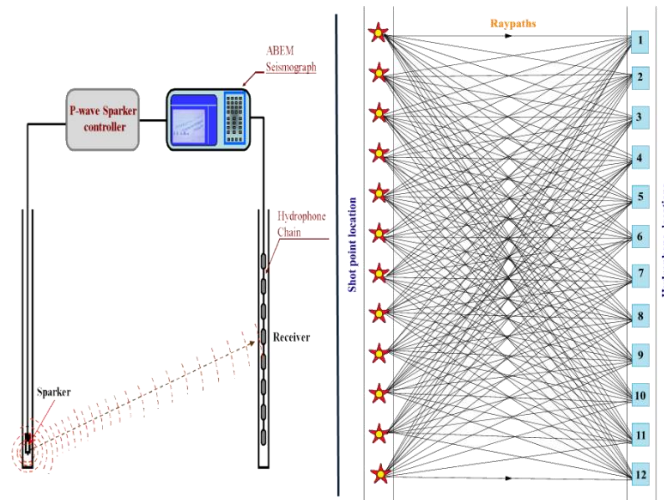 ABEM
Seismograph
P-wave Sparker
controller
Hydrophone
Chain
Receiver
Sparker
Raypaths
Shot point location
1
2
3
4
5
6
7
8
9
10
11
12